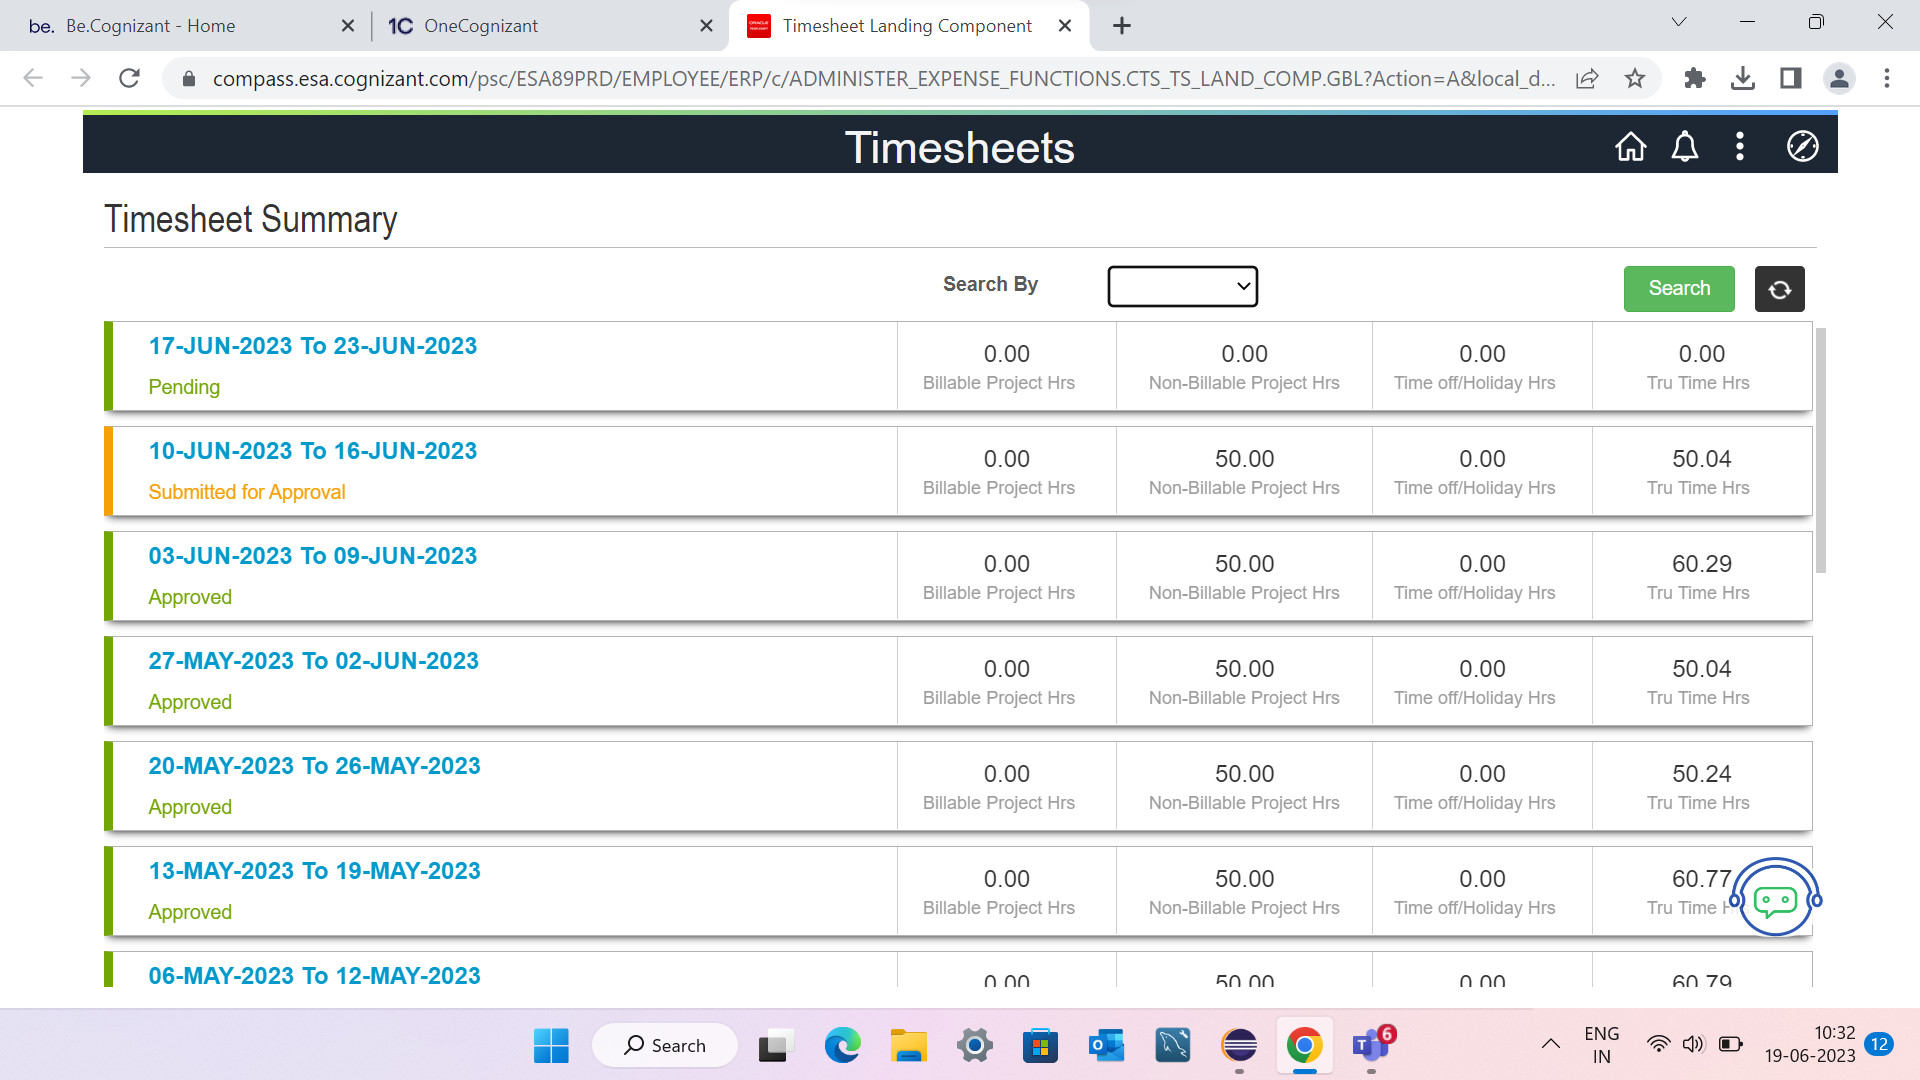 be. Be.Cognizant - Home
1C OneCognizant
Timesheet Landing Component
compass.esa.cognizant.com/psc/ESA89PRD/EMPLOYEE/ERP/c/ADMINISTER_EXPENSE_FUNCTIONS.CTS_TS_LAND_COMP.GBL?Action=A&local_d...
Timesheets
Timesheet Summary
Search By
Search
17-JUN-2023 To 23-JUN-2023
Pending
0.00
Billable Project Hrs
0.00
Non-Billable Project Hrs
0.00
Time off/Holiday Hrs
0.00
Tru Time Hrs
10-JUN-2023 To 16-JUN-2023
Submitted for Approval
0.00
Billable Project Hrs
50.00
Non-Billable Project Hrs
0.00
Time off/Holiday Hrs
50.04
Tru Time Hrs
03-JUN-2023 To 09-JUN-2023
Approved
0.00
Billable Project Hrs
50.00
Non-Billable Project Hrs
0.00
Time off/Holiday Hrs
60.29
Tru Time Hrs
27-MAY-2023 To 02-JUN-2023
Approved
0.00
Billable Project Hrs
50.00
Non-Billable Project Hrs
0.00
Time off/Holiday Hrs
50.04
Tru Time Hrs
20-MAY-2023 To 26-MAY-2023
Approved
0.00
Billable Project Hrs
50.00
Non-Billable Project Hrs
0.00
Time off/Holiday Hrs
50.24
Tru Time Hrs
13-MAY-2023 To 19-MAY-2023
Approved
0.00
Billable Project Hrs
50.00
Non-Billable Project Hrs
0.00
Time off/Holiday Hrs
60.77
Tru Time
06-MAY-2023 To 12-MAY-2023
0.00
50.00
0.00
60.79
Search
6
ENG
IN
10:32
19-06-2023
12